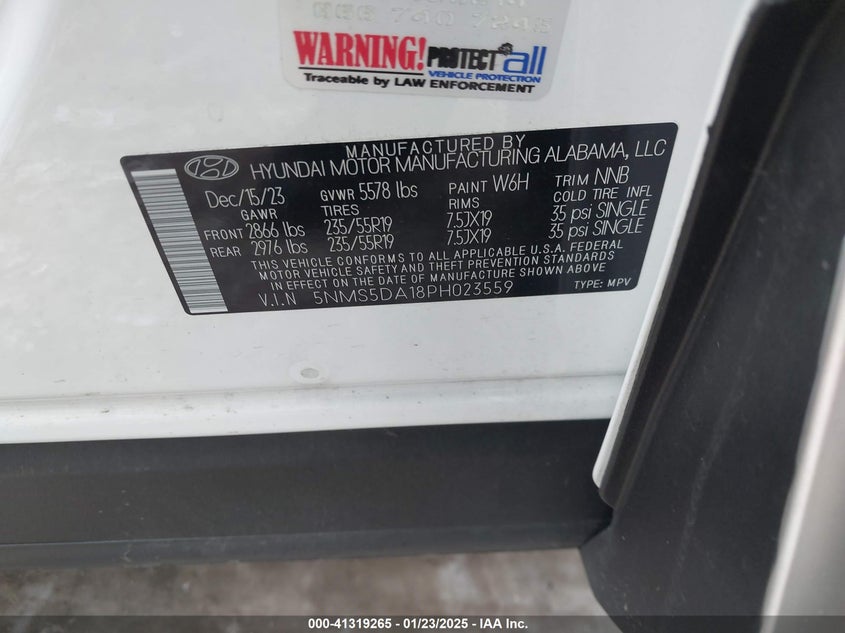 866 740 7245
WARNING! PROTECT all
VEHICLE PROTECTION
Traceable by LAW ENFORCEMENT
MANUFACTURED BY
HYUNDAI MOTOR MANUFACTURING ALABAMA, LLC
Dec/15/23 GVWR 5578 lbs PAINT W6H TRIM NNB
GAWR TIRES RIMS COLD TIRE INFL
FRONT 2866 lbs 235/55R19 7.5JX19 35 psi SINGLE
REAR 2976 lbs 235/55R19 7.5JX19 35 psi SINGLE
THIS VEHICLE CONFORMS TO ALL APPLICABLE U.S.A. FEDERAL
MOTOR VEHICLE SAFETY AND THEFT PREVENTION STANDARDS
IN EFFECT ON THE DATE OF MANUFACTURE SHOWN ABOVE.
V.I.N 5NMS5DA18PH023559 TYPE: MPV
000-41319265 - 01/23/2025 - IAA Inc.